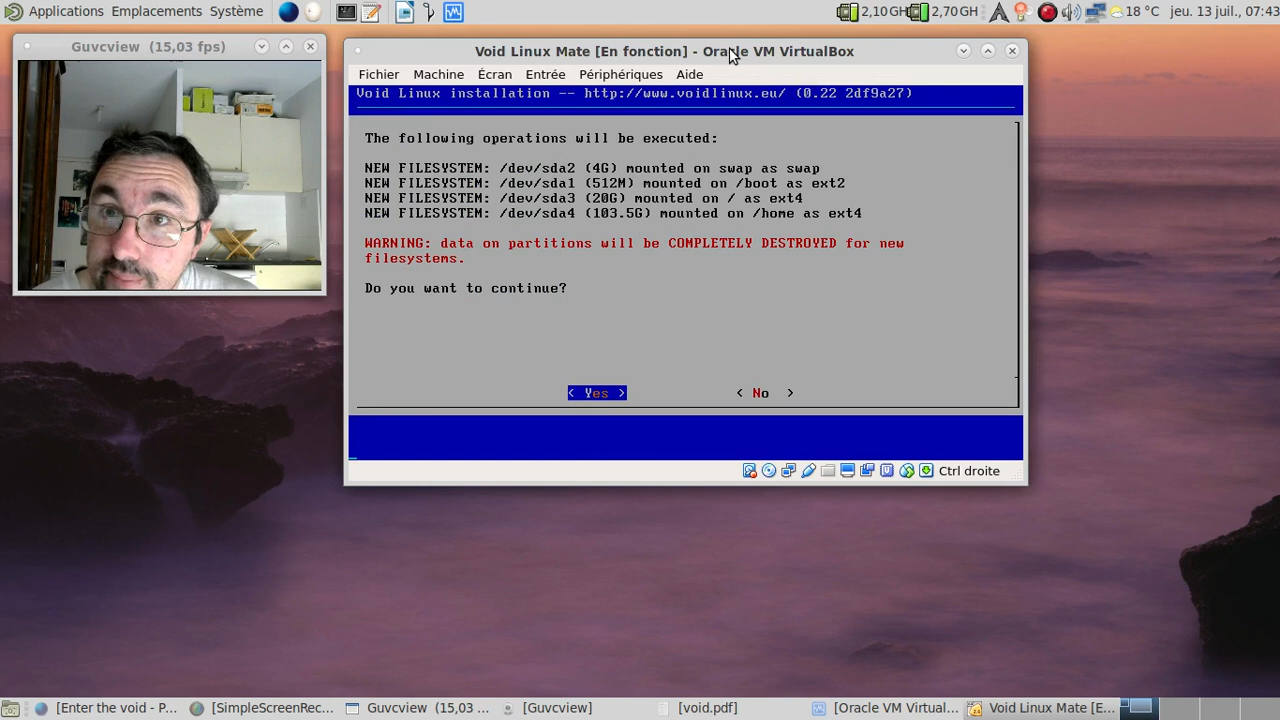 Applications Emplacements Système
2,10 GH 2,70 GH 18 °C jeu. 13 juil., 07:43
Guvcview (15,03 fps)
Void Linux Mate [En fonction] - Oracle VM VirtualBox
Fichier Machine Écran Entrée Périphériques Aide
Void Linux installation -- http://www.voidlinux.eu/ (0.22 2df9a27)
The following operations will be executed:
NEW FILESYSTEM: /dev/sda2 (4G) mounted on swap as swap
NEW FILESYSTEM: /dev/sda1 (512M) mounted on /boot as ext2
NEW FILESYSTEM: /dev/sda3 (20G) mounted on / as ext4
NEW FILESYSTEM: /dev/sda4 (103.5G) mounted on /home as ext4
WARNING: data on partitions will be COMPLETELY DESTROYED for new
filesystems.
Do you want to continue?
< Yes > < No >
Ctrl droite
[Enter the void - P... [SimpleScreenRec... Guvcview (15,03 ... [Guvcview] [void.pdf] [Oracle VM Virtual... Void Linux Mate [E...